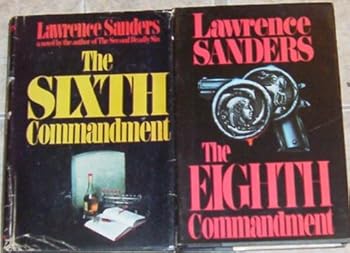 Lawrence Sanders
a novel by the author of The Second Deadly Sin
The
SIXTH
Commandment
Lawrence
SANDERS
The
EIGHTH
Commandment